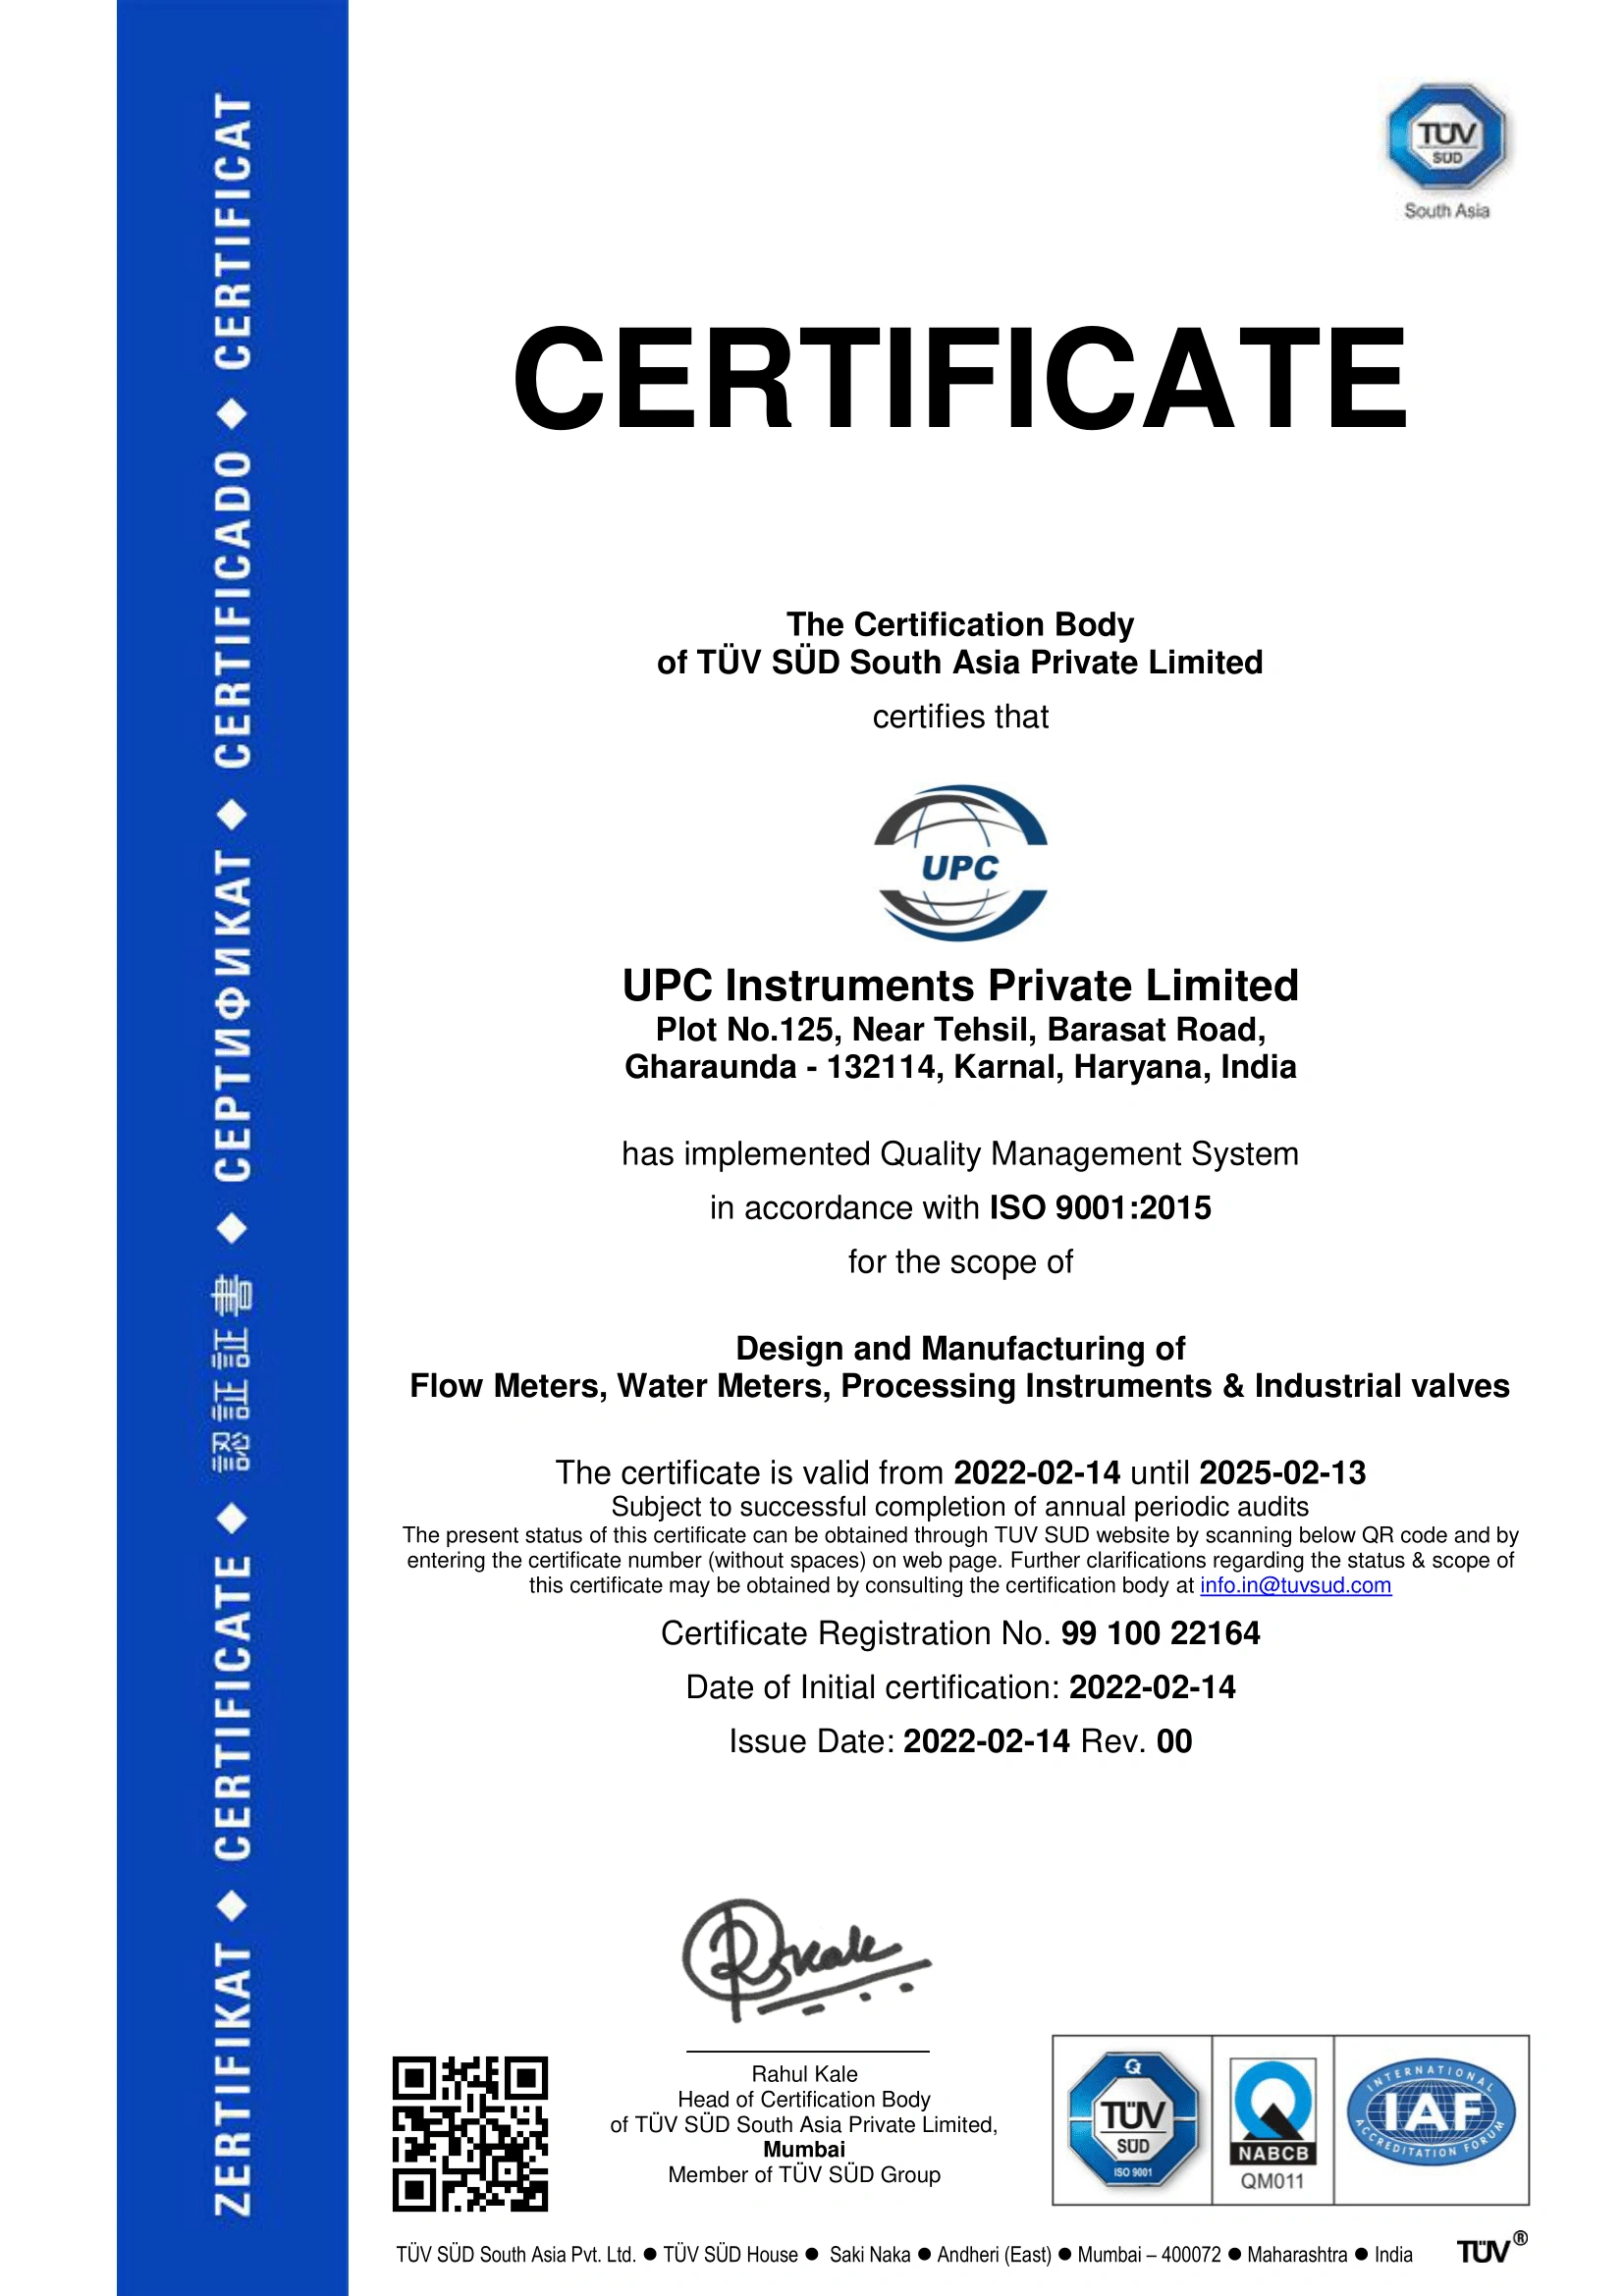 ZERTIFIKAT ◆ CERTIFICATE ◆ 認證證書 ◆ СЕРТИФИКАТ ◆ CERTIFICADO ◆ CERTIFICAT
TÜV
SÜD
South Asia
CERTIFICATE
The Certification Body
of TÜV SÜD South Asia Private Limited
certifies that
UPC
UPC Instruments Private Limited
Plot No.125, Near Tehsil, Barasat Road,
Gharaunda - 132114, Karnal, Haryana, India
has implemented Quality Management System
in accordance with ISO 9001:2015
for the scope of
Design and Manufacturing of
Flow Meters, Water Meters, Processing Instruments & Industrial valves
The certificate is valid from 2022-02-14 until 2025-02-13
Subject to successful completion of annual periodic audits
The present status of this certificate can be obtained through TUV SUD website by scanning below QR code and by
entering the certificate number (without spaces) on web page. Further clarifications regarding the status & scope of
this certificate may be obtained by consulting the certification body at info.in@tuvsud.com
Certificate Registration No. 99 100 22164
Date of Initial certification: 2022-02-14
Issue Date: 2022-02-14 Rev. 00
RKale
Rahul Kale
Head of Certification Body
of TÜV SÜD South Asia Private Limited,
Mumbai
Member of TÜV SÜD Group
Q
TÜV
SÜD
ISO 9001
NABCB
QM011
INTERNATIONAL
IAF
ACCREDITATION FORUM
TÜV SÜD South Asia Pvt. Ltd. ● TÜV SÜD House ● Saki Naka ● Andheri (East) ● Mumbai – 400072 ● Maharashtra ● India
TÜV®